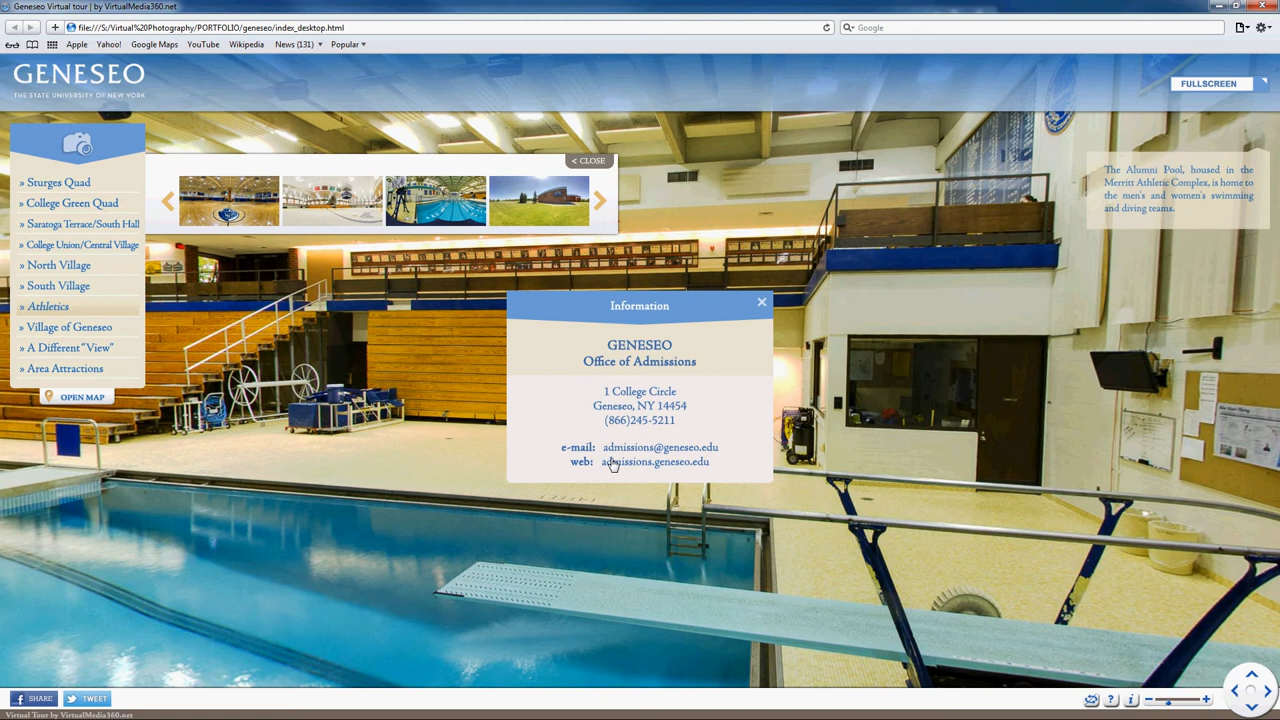 Geneseo Virtual tour | by VirtualMedia360.net
file:///S:/Virtual%20Photography/PORTFOLIO/geneseo/index_desktop.html
Google
Apple Yahoo! Google Maps YouTube Wikipedia News (131) Popular
GENESEO
THE STATE UNIVERSITY OF NEW YORK
FULLSCREEN
< CLOSE
» Sturges Quad
» College Green Quad
» Saratoga Terrace/South Hall
» College Union/Central Village
» North Village
» South Village
» Athletics
» Village of Geneseo
» A Different "View"
» Area Attractions
OPEN MAP
The Alumni Pool, housed in the
Merritt Athletic Complex, is home to
the men's and women's swimming
and diving teams.
Information
GENESEO
Office of Admissions
1 College Circle
Geneseo, NY 14454
(866)245-5211
e-mail: admissions@geneseo.edu
web: admissions.geneseo.edu
SHARE
TWEET
Virtual Tour by VirtualMedia360.net